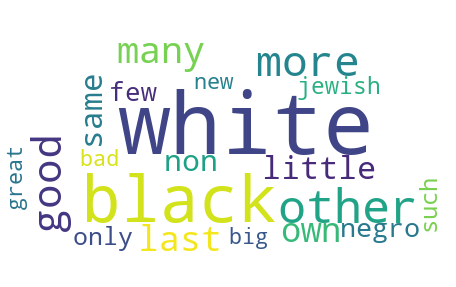 many
more
new
jewish
few
same
white
good
great
bad
non
little
black
other
such
own
negro
only
last
big